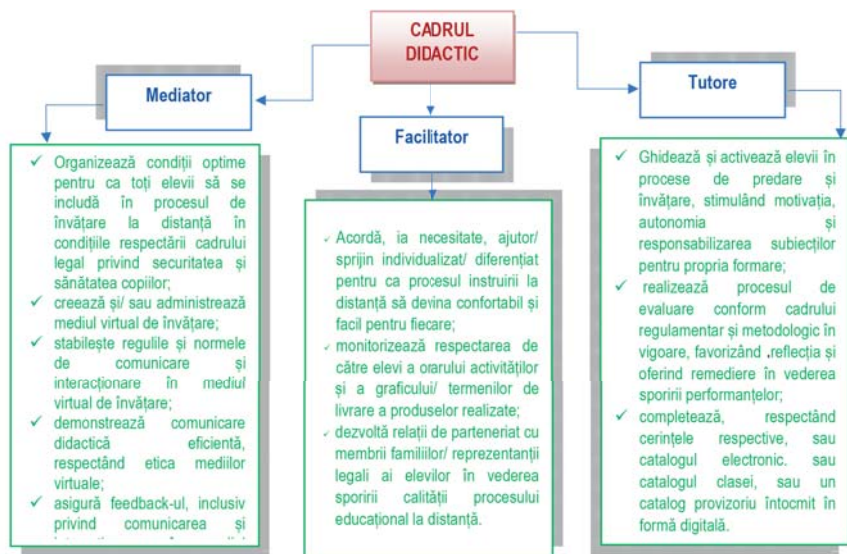 CADRUL
DIDACTIC
Mediator
Organizează condiții optime
pentru ca toți elevii să se
includă în procesul de
învățare la distanță în
condițiile respectării cadrului
legal privind securitatea și
sănătatea copiilor;
creează și/ sau administrează
mediul virtual de învățare;
stabilește regulile și normele
de comunicare și
interacționare în mediul
virtual de învățare;
demonstrează comunicare
didactică eficientă,
respectând etica mediilor
virtuale;
asigură feedback-ul, inclusiv
privind comunicarea și
Facilitator
Acordă, ia necesitate, ajutor/
sprijin individualizat/ diferențiat
pentru ca procesul instruirii la
distanță să devina confortabil și
facil pentru fiecare;
monitorizează respectarea de
către elevi a orarului activităților
și a graficului/ termenilor de
livrare a produselor realizate;
dezvoltă relații de parteneriat cu
membrii familiilor/ reprezentanții
legali ai elevilor în vederea
sporirii calității procesului
educațional la distanță.
Tutore
Ghidează și activează elevii în
procese de predare și
învățare, stimulând motivația,
autonomia și
responsabilizarea subiecților
pentru propria formare;
realizează procesul de
evaluare conform cadrului
regulamentar și metodologic în
vigoare, favorizând .reflecția și
oferind remediere în vederea
sporirii performanțelor;
completează, respectând
cerințele respective, sau
catalogul electronic. sau
catalogul clasei, sau un
catalog provizoriu întocmit în
formă digitală.